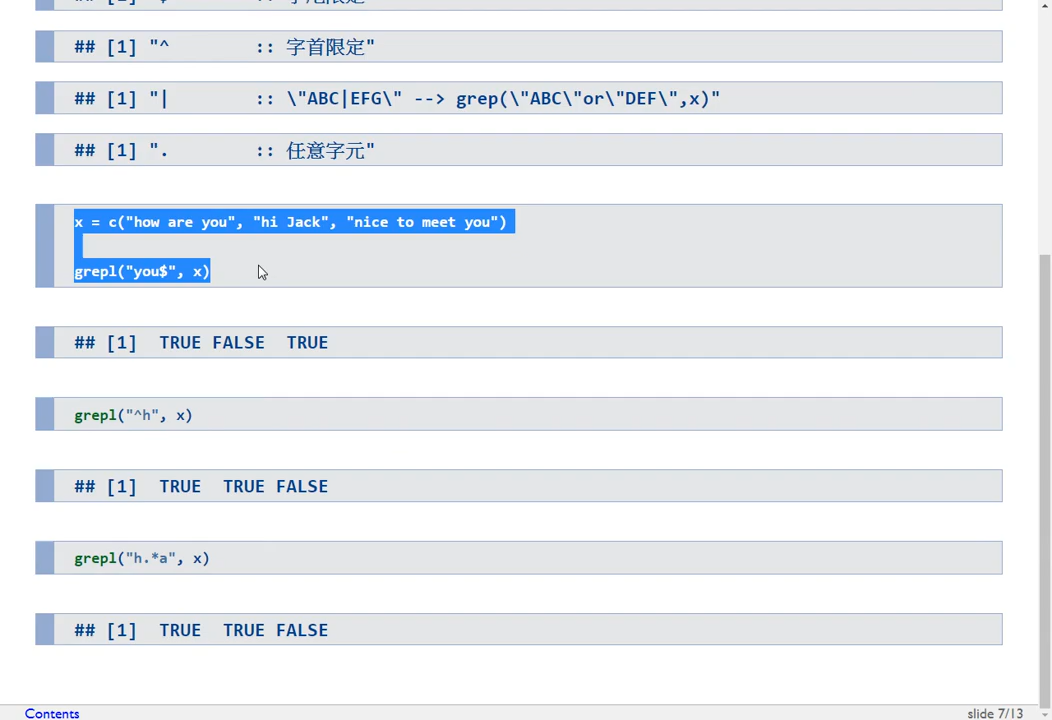 ## [1] "^        :: 字首限定"
## [1] "|        :: \"ABC|EFG\" --> grep(\"ABC\"or\"DEF\",x)"
## [1] ".        :: 任意字元"
x = c("how are you", "hi Jack", "nice to meet you")
grepl("you$", x)
## [1]  TRUE FALSE  TRUE
grepl("^h", x)
## [1]  TRUE  TRUE FALSE
grepl("h.*a", x)
## [1]  TRUE  TRUE FALSE
Contents
slide 7/13